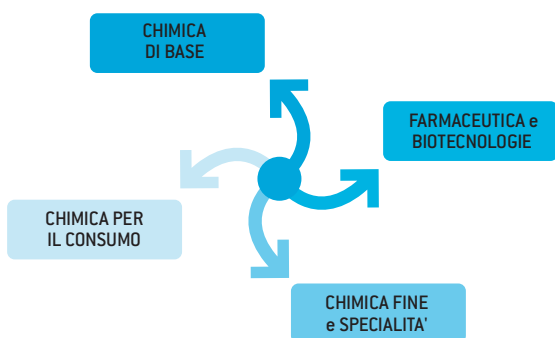 CHIMICA
DI BASE
FARMACEUTICA e
BIOTECNOLOGIE
CHIMICA PER
IL CONSUMO
CHIMICA FINE
e SPECIALITA'